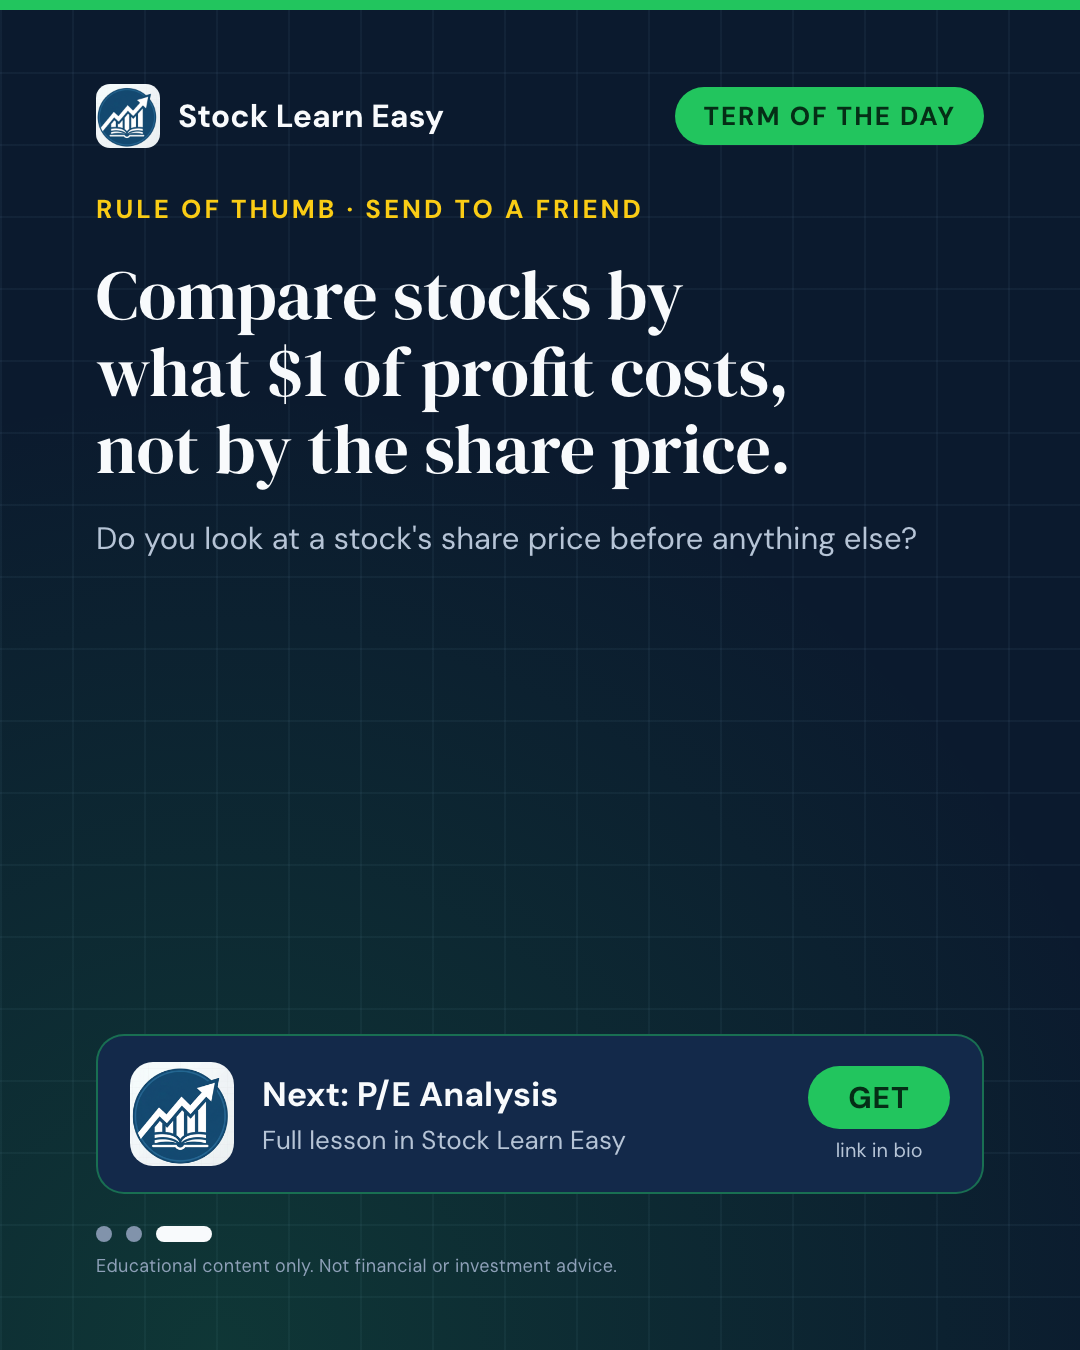 Stock Learn Easy
TERM OF THE DAY
RULE OF THUMB · SEND TO A FRIEND
Compare stocks by
what $1 of profit costs,
not by the share price.
Do you look at a stock's share price before anything else?
Next: P/E Analysis
Full lesson in Stock Learn Easy
GET
link in bio
Educational content only. Not financial or investment advice.